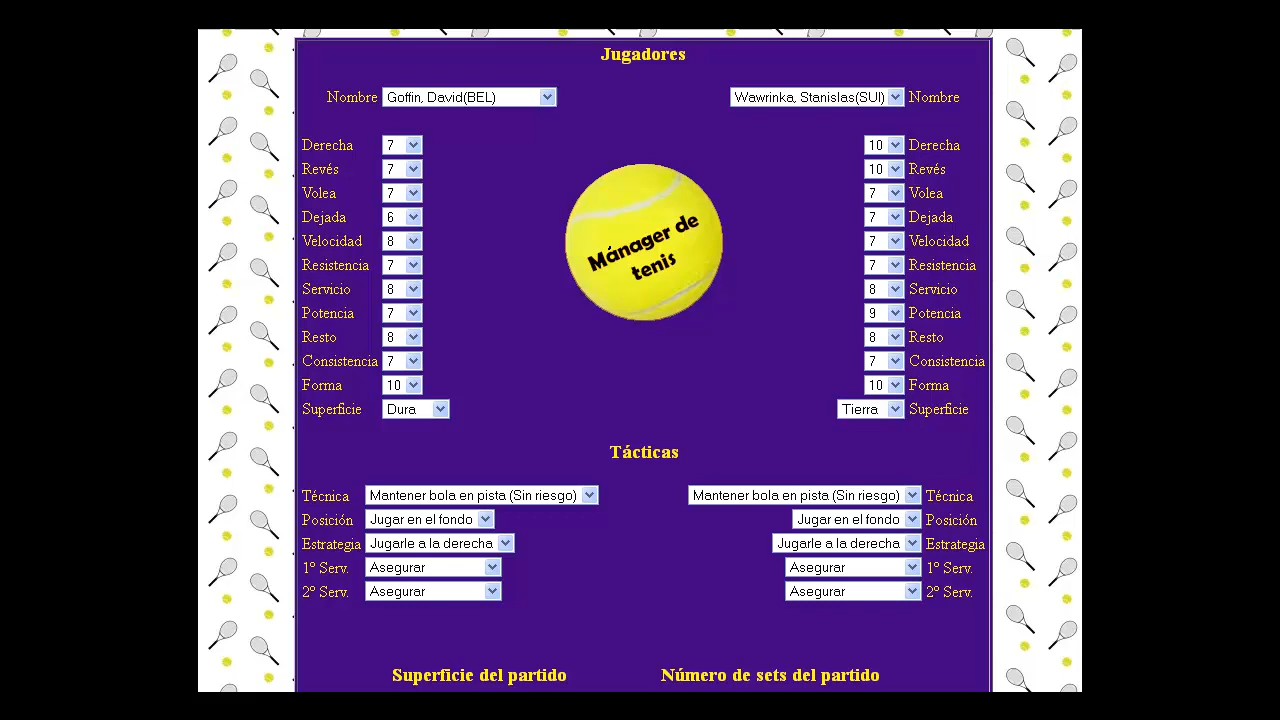 Jugadores
Nombre Goffin, David(BEL) Wawrinka, Stanislas(SUI) Nombre
Derecha 7 10 Derecha
Revés 7 10 Revés
Volea 7 7 Volea
Dejada 6 7 Dejada
Velocidad 8 7 Velocidad
Resistencia 7 7 Resistencia
Servicio 8 8 Servicio
Potencia 7 9 Potencia
Resto 8 8 Resto
Consistencia 7 7 Consistencia
Forma 10 10 Forma
Superficie Dura Tierra Superficie
Mánager de
tenis
Tácticas
Técnica Mantener bola en pista (Sin riesgo) Mantener bola en pista (Sin riesgo) Técnica
Posición Jugar en el fondo Jugar en el fondo Posición
Estrategia Jugarle a la derecha Jugarle a la derecha Estrategia
1º Serv. Asegurar Asegurar 1º Serv.
2º Serv. Asegurar Asegurar 2º Serv.
Superficie del partido Número de sets del partido